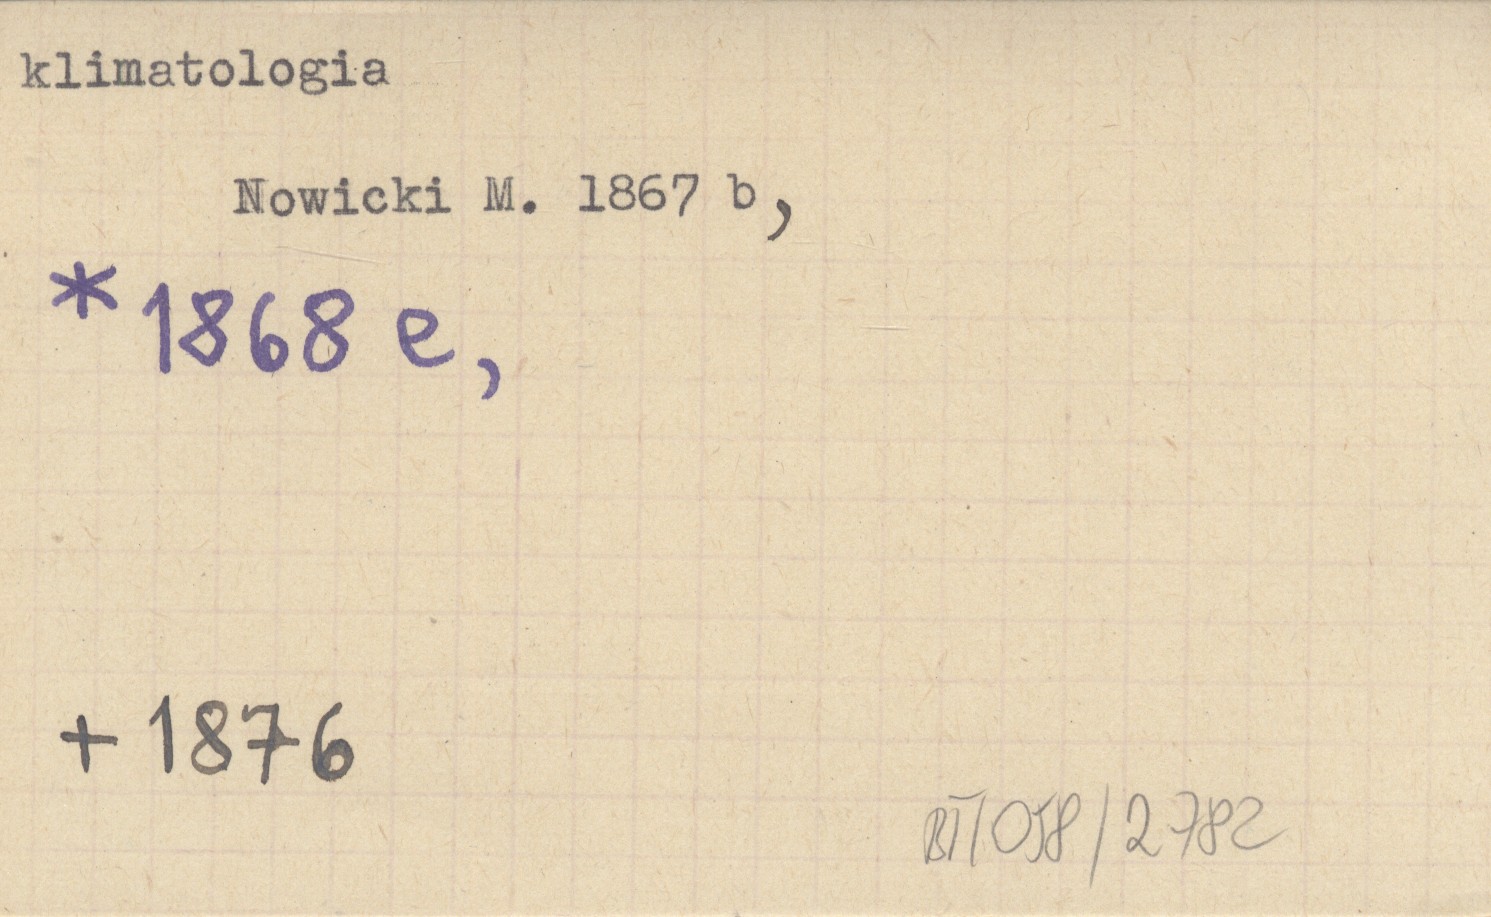 klimatologia
Nowicki M. 1867 b,
* 1868 e,
+ 1876
BT/058/2782